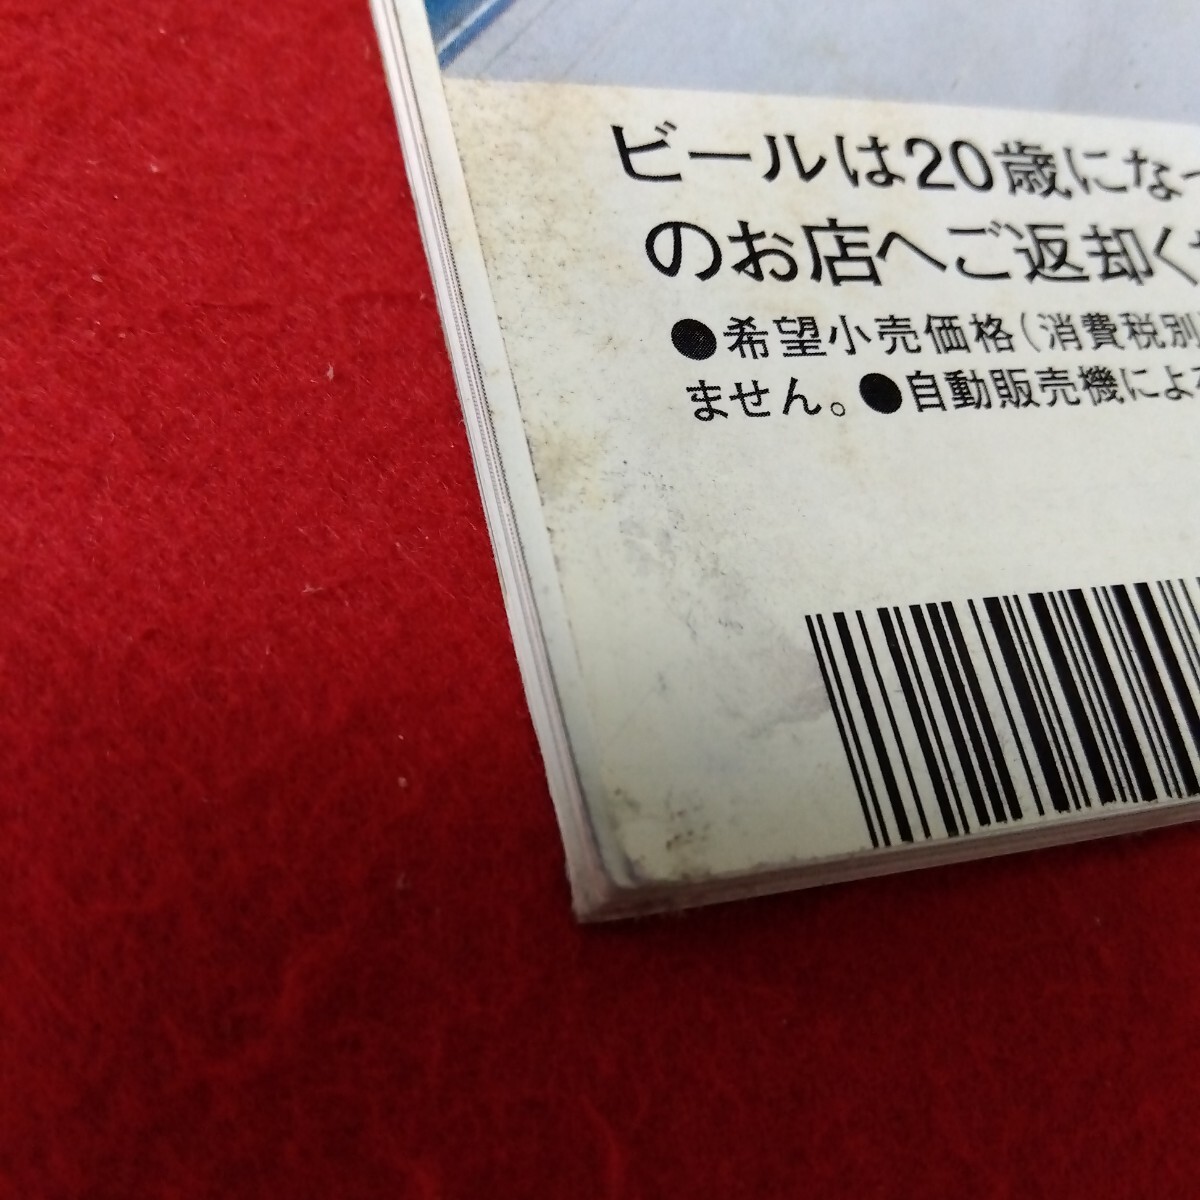 ビールは20歳になっ
のお店へご返却く
●希望小売価格(消費税別)
ません。●自動販売機によ